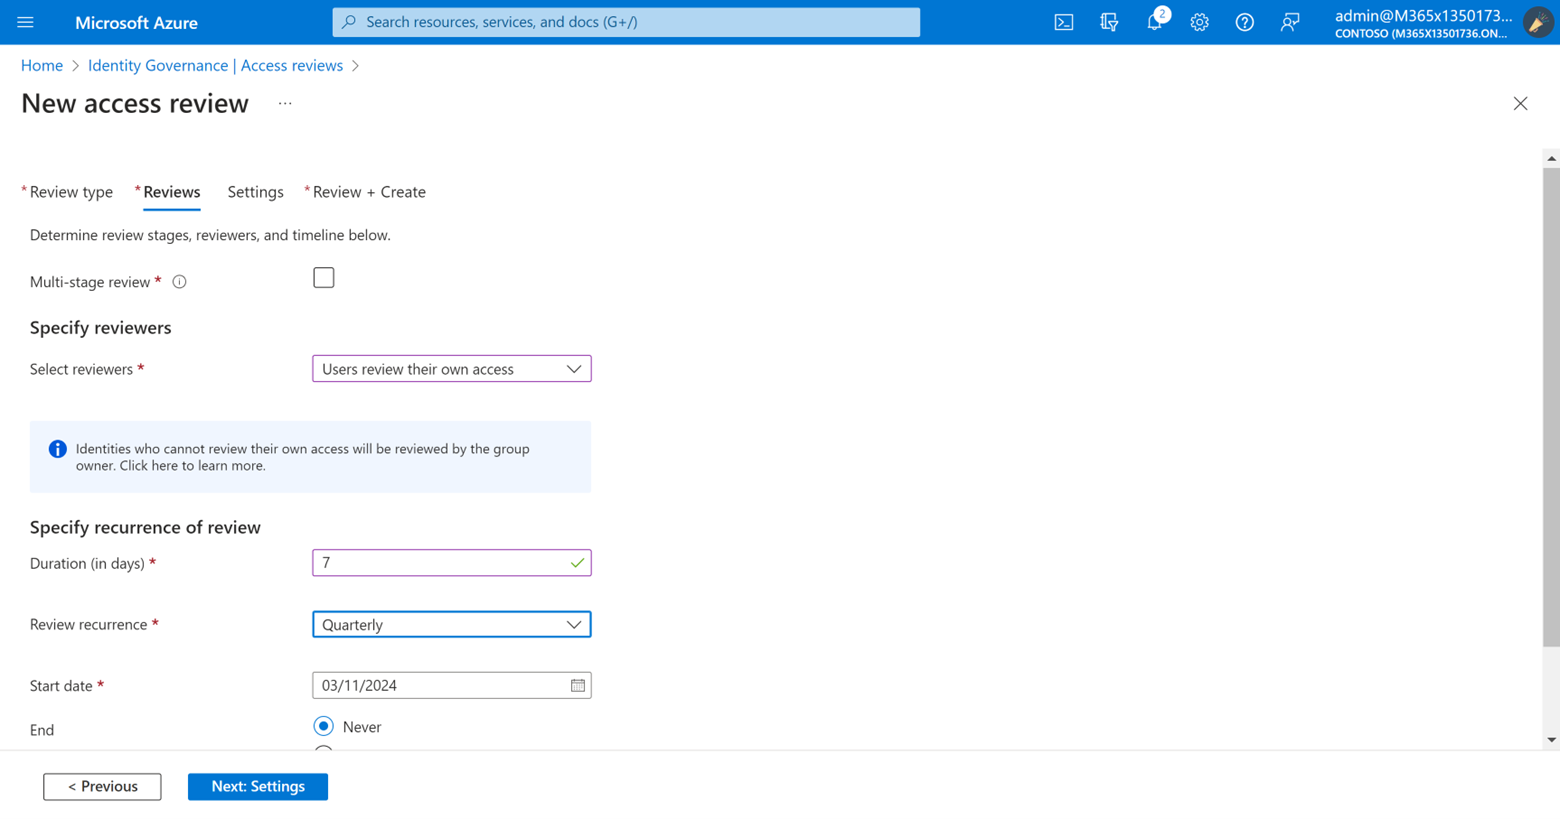 Microsoft Azure
Search resources, services, and docs (G+/)
2
admin@M365x1350173...
CONTOSO (M365X13501736.ON...
Home > Identity Governance | Access reviews >
New access review ...
* Review type * Reviews Settings * Review + Create
Determine review stages, reviewers, and timeline below.
Multi-stage review *
Specify reviewers
Select reviewers * Users review their own access
Identities who cannot review their own access will be reviewed by the group
owner. Click here to learn more.
Specify recurrence of review
Duration (in days) * 7
Review recurrence * Quarterly
Start date * 03/11/2024
End Never
< Previous Next: Settings